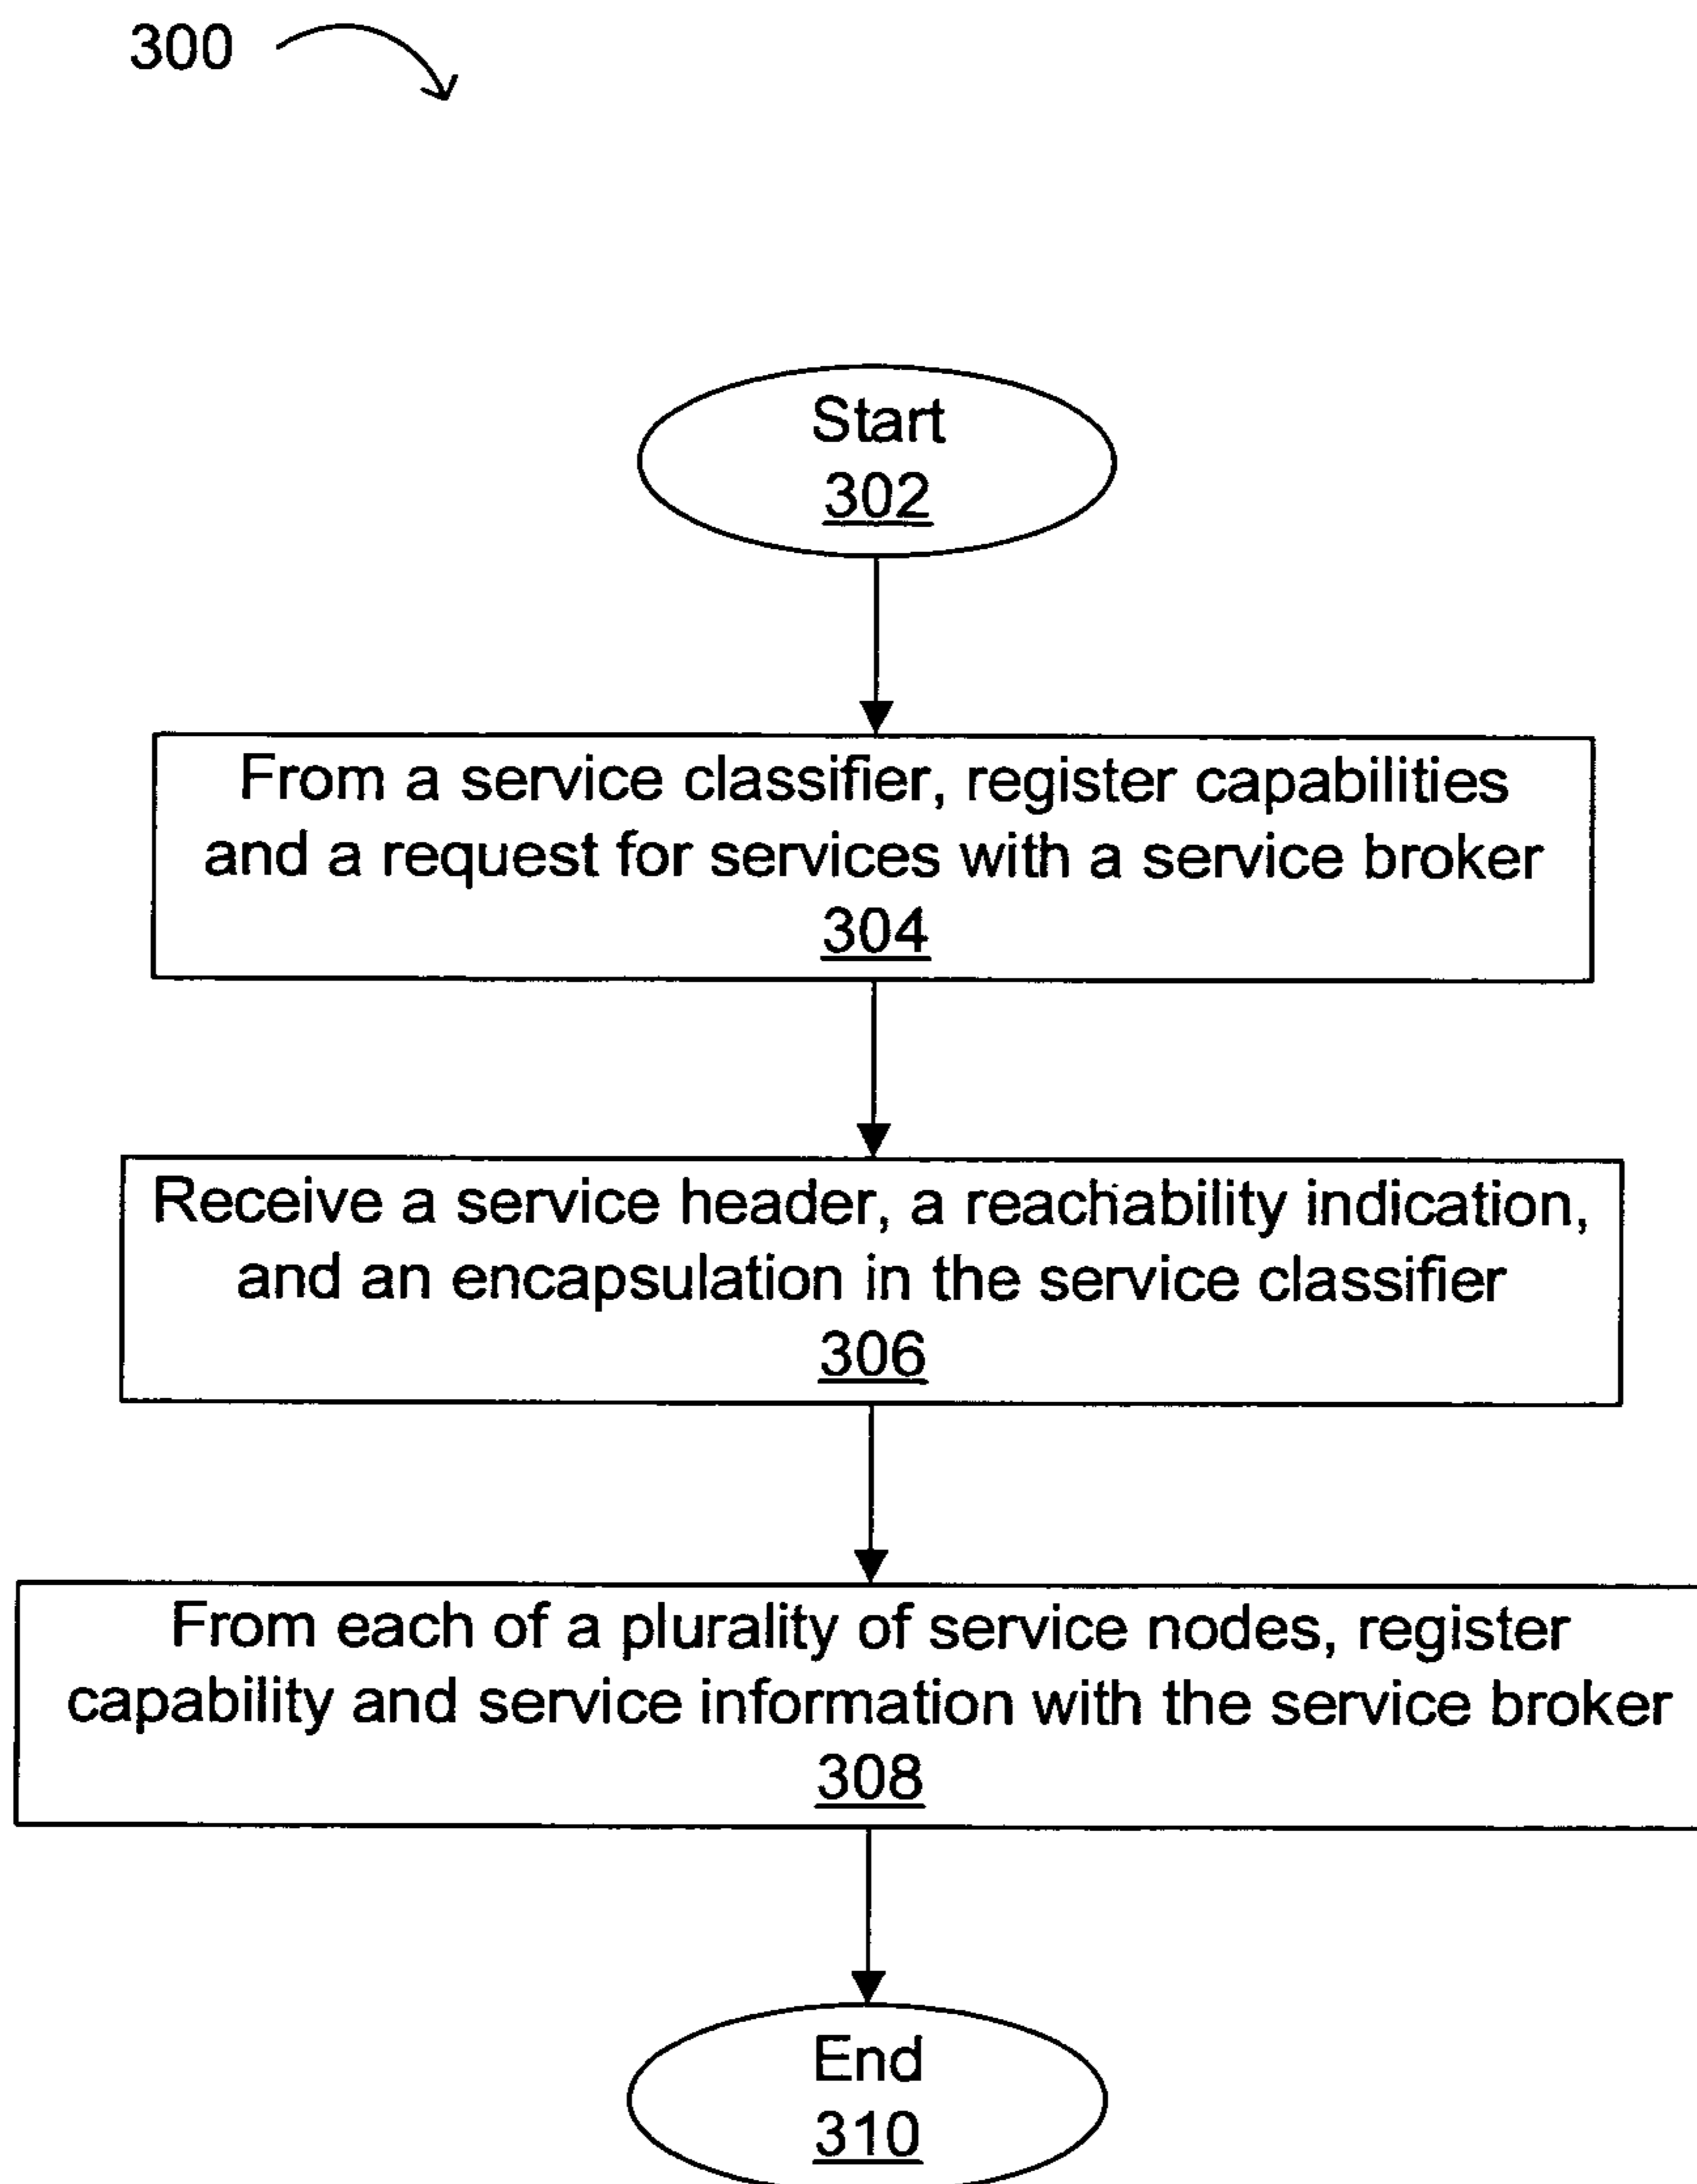 300
Start
302
From a service classifier, register capabilities
and a request for services with a service broker
304
Receive a service header, a reachability indication,
and an encapsulation in the service classifier
306
From each of a plurality of service nodes, register
capability and service information with the service broker
308
End
310